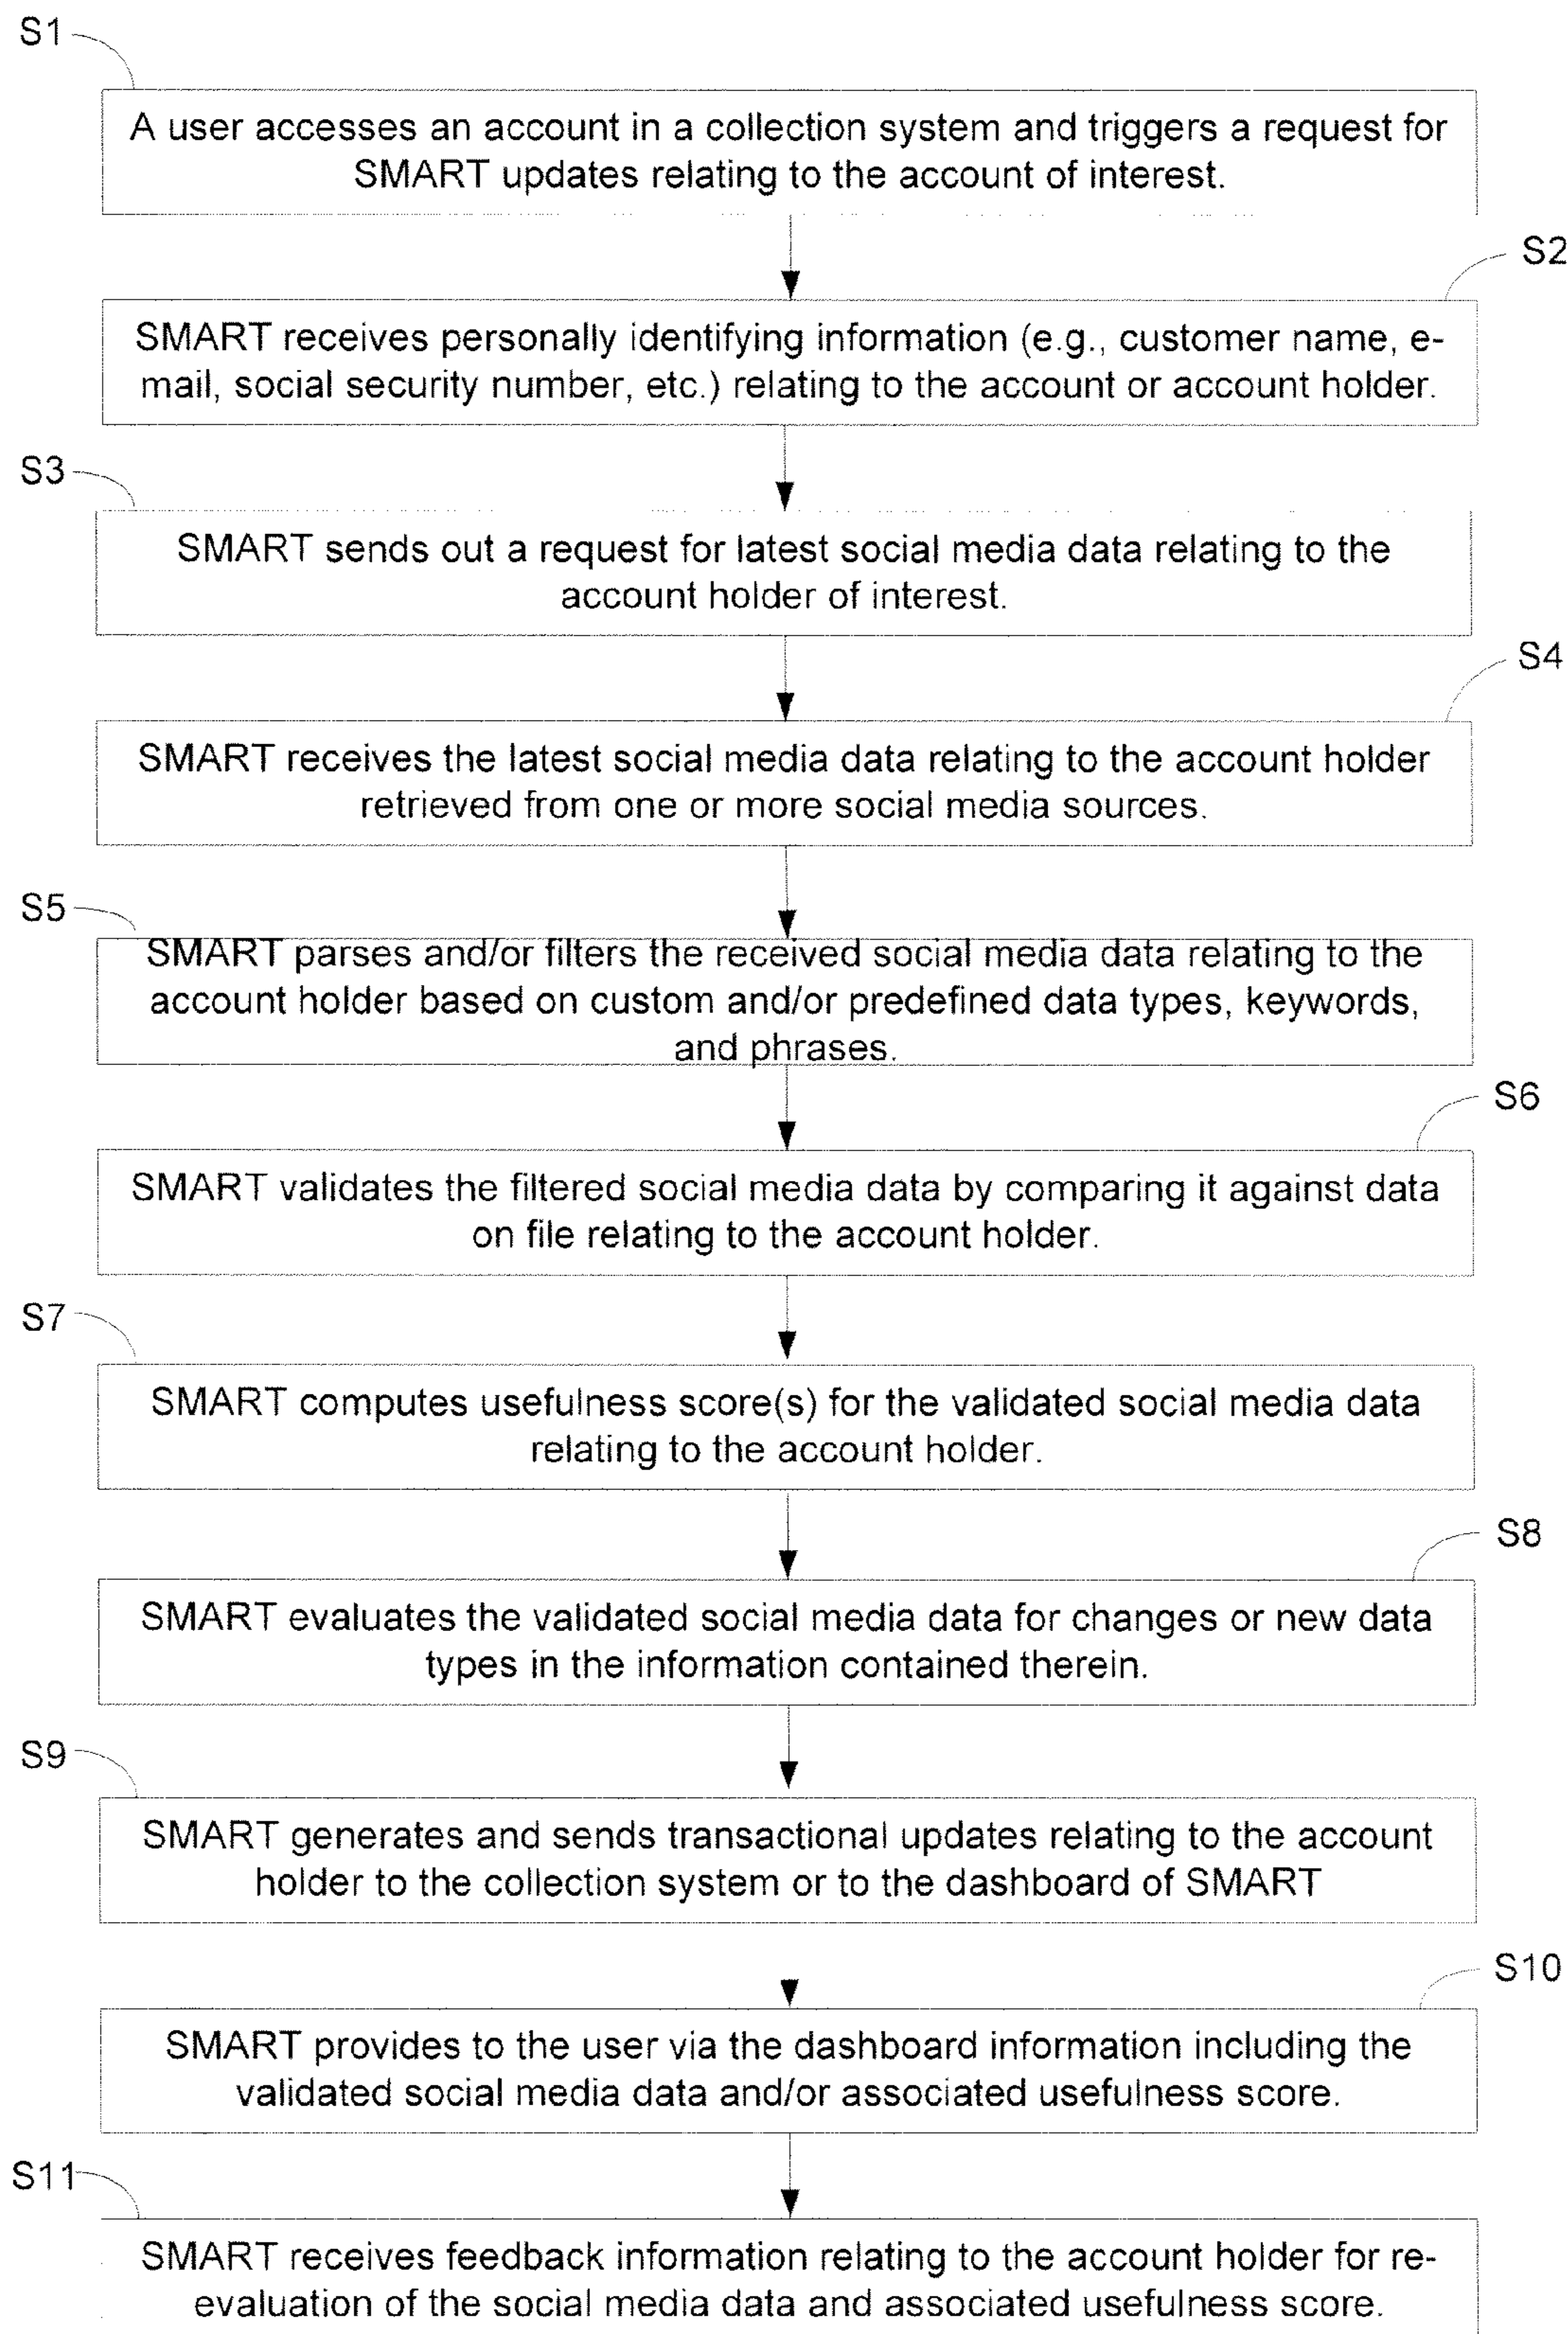 S1
A user accesses an account in a collection system and triggers a request for
SMART updates relating to the account of interest.
S2
SMART receives personally identifying information (e.g., customer name, e-
mail, social security number, etc.) relating to the account or account holder.
S3
SMART sends out a request for latest social media data relating to the
account holder of interest.
S4
SMART receives the latest social media data relating to the account holder
retrieved from one or more social media sources.
S5
SMART parses and/or filters the received social media data relating to the
account holder based on custom and/or predefined data types, keywords,
and phrases.
S6
SMART validates the filtered social media data by comparing it against data
on file relating to the account holder.
S7
SMART computes usefulness score(s) for the validated social media data
relating to the account holder.
S8
SMART evaluates the validated social media data for changes or new data
types in the information contained therein.
S9
SMART generates and sends transactional updates relating to the account
holder to the collection system or to the dashboard of SMART
S10
SMART provides to the user via the dashboard information including the
validated social media data and/or associated usefulness score.
S11
SMART receives feedback information relating to the account holder for re-
evaluation of the social media data and associated usefulness score.